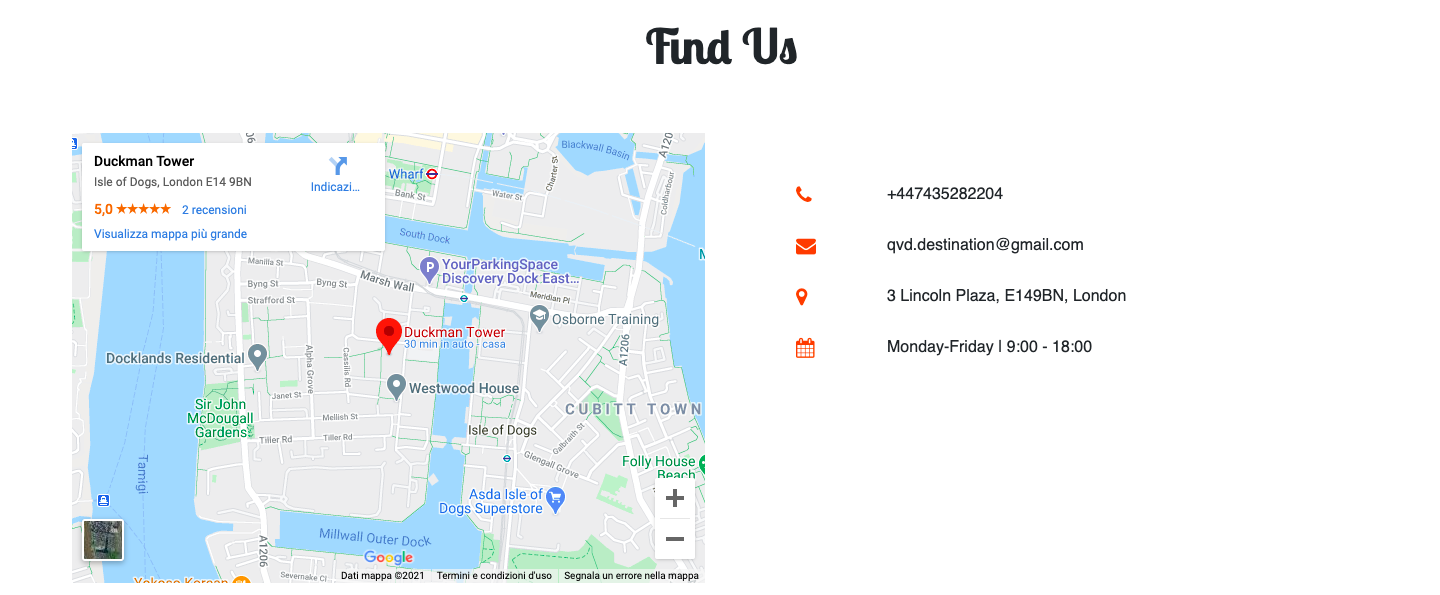 Find Us
Duckman Tower
Isle of Dogs, London E14 9BN
5,0
2 recensioni
Visualizza mappa più grande
Indicazi...
Wharf
Bank St
Water St
Charter St
Blackwall Basin
A1206
Coldharbour
South Dock
Manilla St
Byng St
Byng St
Strafford St
Marsh Wall
P
YourParkingSpace
Discovery Dock East...
Meridian Pl
Osborne Training
Duckman Tower
30 min in auto - casa
Docklands Residential
Alpha Grove
Cassilis Rd
A1206
Westwood House
Janet St
Sir John
McDougall
Gardens
Mellish St
CUBITT TOWN
Tiller Rd
Tiller Rd
Isle of Dogs
Galbraith St
Glengall Grove
Folly House
Beach
Tamigi
Asda Isle of
Dogs Superstore
Millwall Outer Dock
A1206
Google
Severnake Cl
Yokoso Korean
Dati mappa ©2021
Termini e condizioni d'uso
Segnala un errore nella mappa
+447435282204
qvd.destination@gmail.com
3 Lincoln Plaza, E149BN, London
Monday-Friday | 9:00 - 18:00